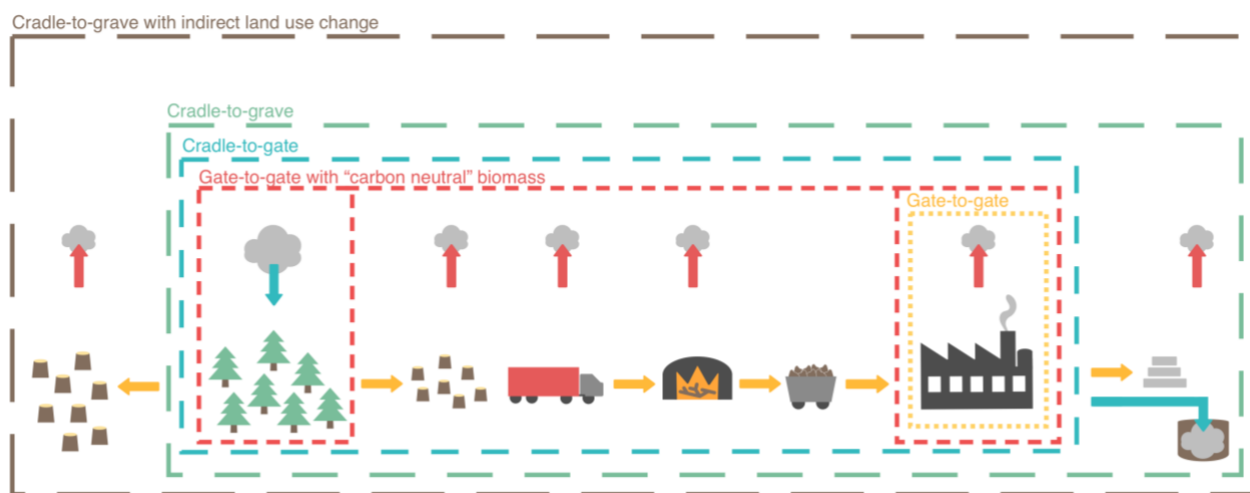 Cradle-to-grave with indirect land use change
Cradle-to-grave
Cradle-to-gate
Gate-to-gate with “carbon neutral” biomass
Gate-to-gate